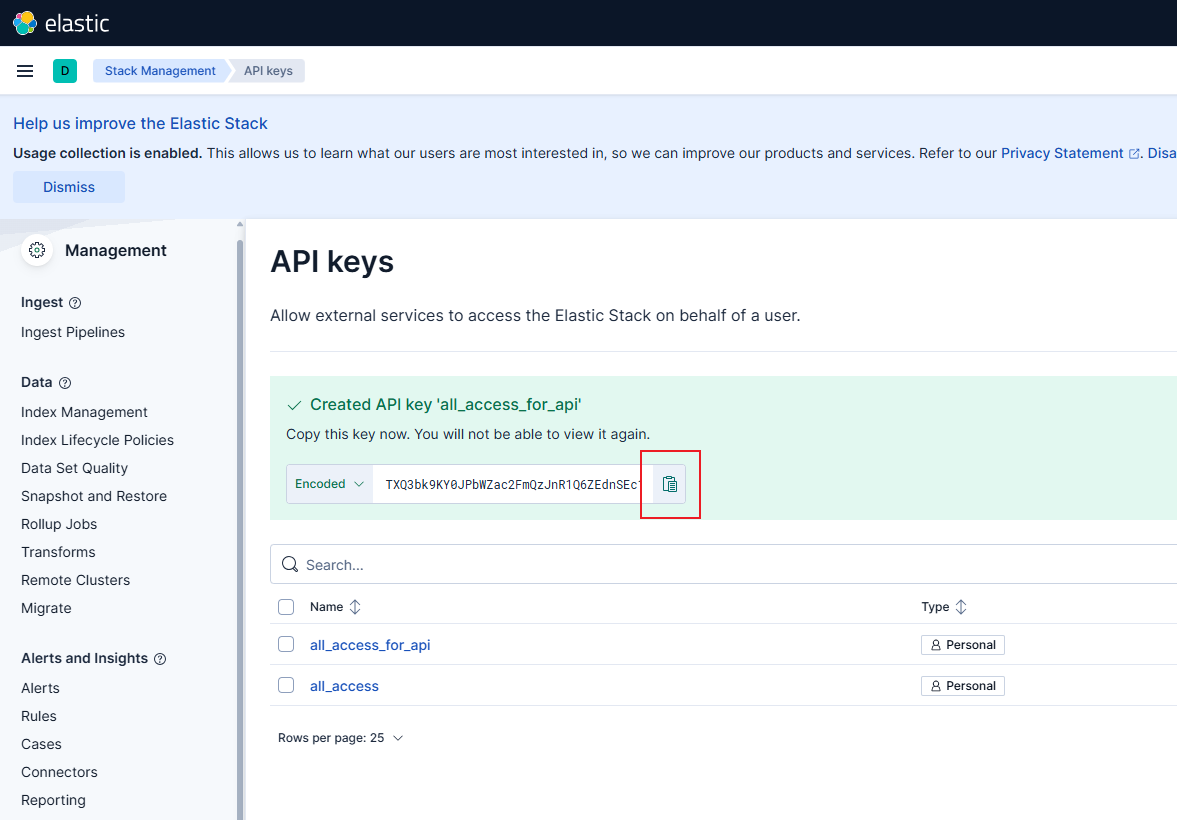 elastic
D
Stack Management
API keys
Help us improve the Elastic Stack
Usage collection is enabled. This allows us to learn what our users are most interested in, so we can improve our products and services. Refer to our Privacy Statement. Disa
Dismiss
Management
Ingest
Ingest Pipelines
Data
Index Management
Index Lifecycle Policies
Data Set Quality
Snapshot and Restore
Rollup Jobs
Transforms
Remote Clusters
Migrate
Alerts and Insights
Alerts
Rules
Cases
Connectors
Reporting
API keys
Allow external services to access the Elastic Stack on behalf of a user.
Created API key 'all_access_for_api'
Copy this key now. You will not be able to view it again.
Encoded TXQ3bk9KY0JPbWZac2FmQzJnR1Q6ZEdnSEc
Search...
Name Type
all_access_for_api Personal
all_access Personal
Rows per page: 25